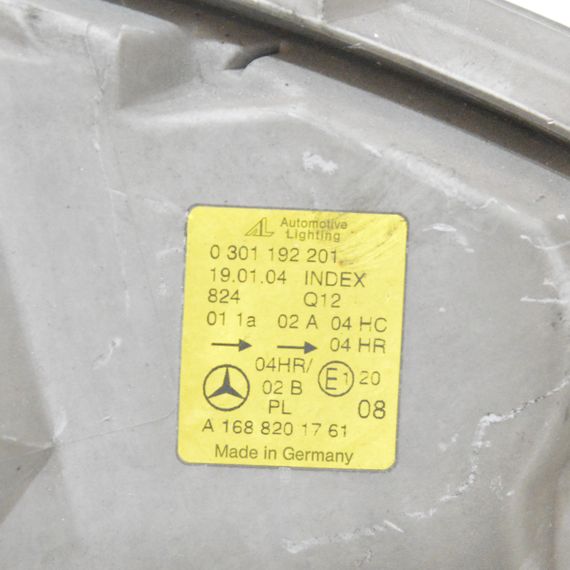 AL Automotive
Lighting
0 301 192 201
19.01.04 INDEX
824 Q12
01 1a 02 A 04 HC
→ → 04 HR
04HR/ E1 20
02 B
PL 08
A 168 820 17 61
Made in Germany